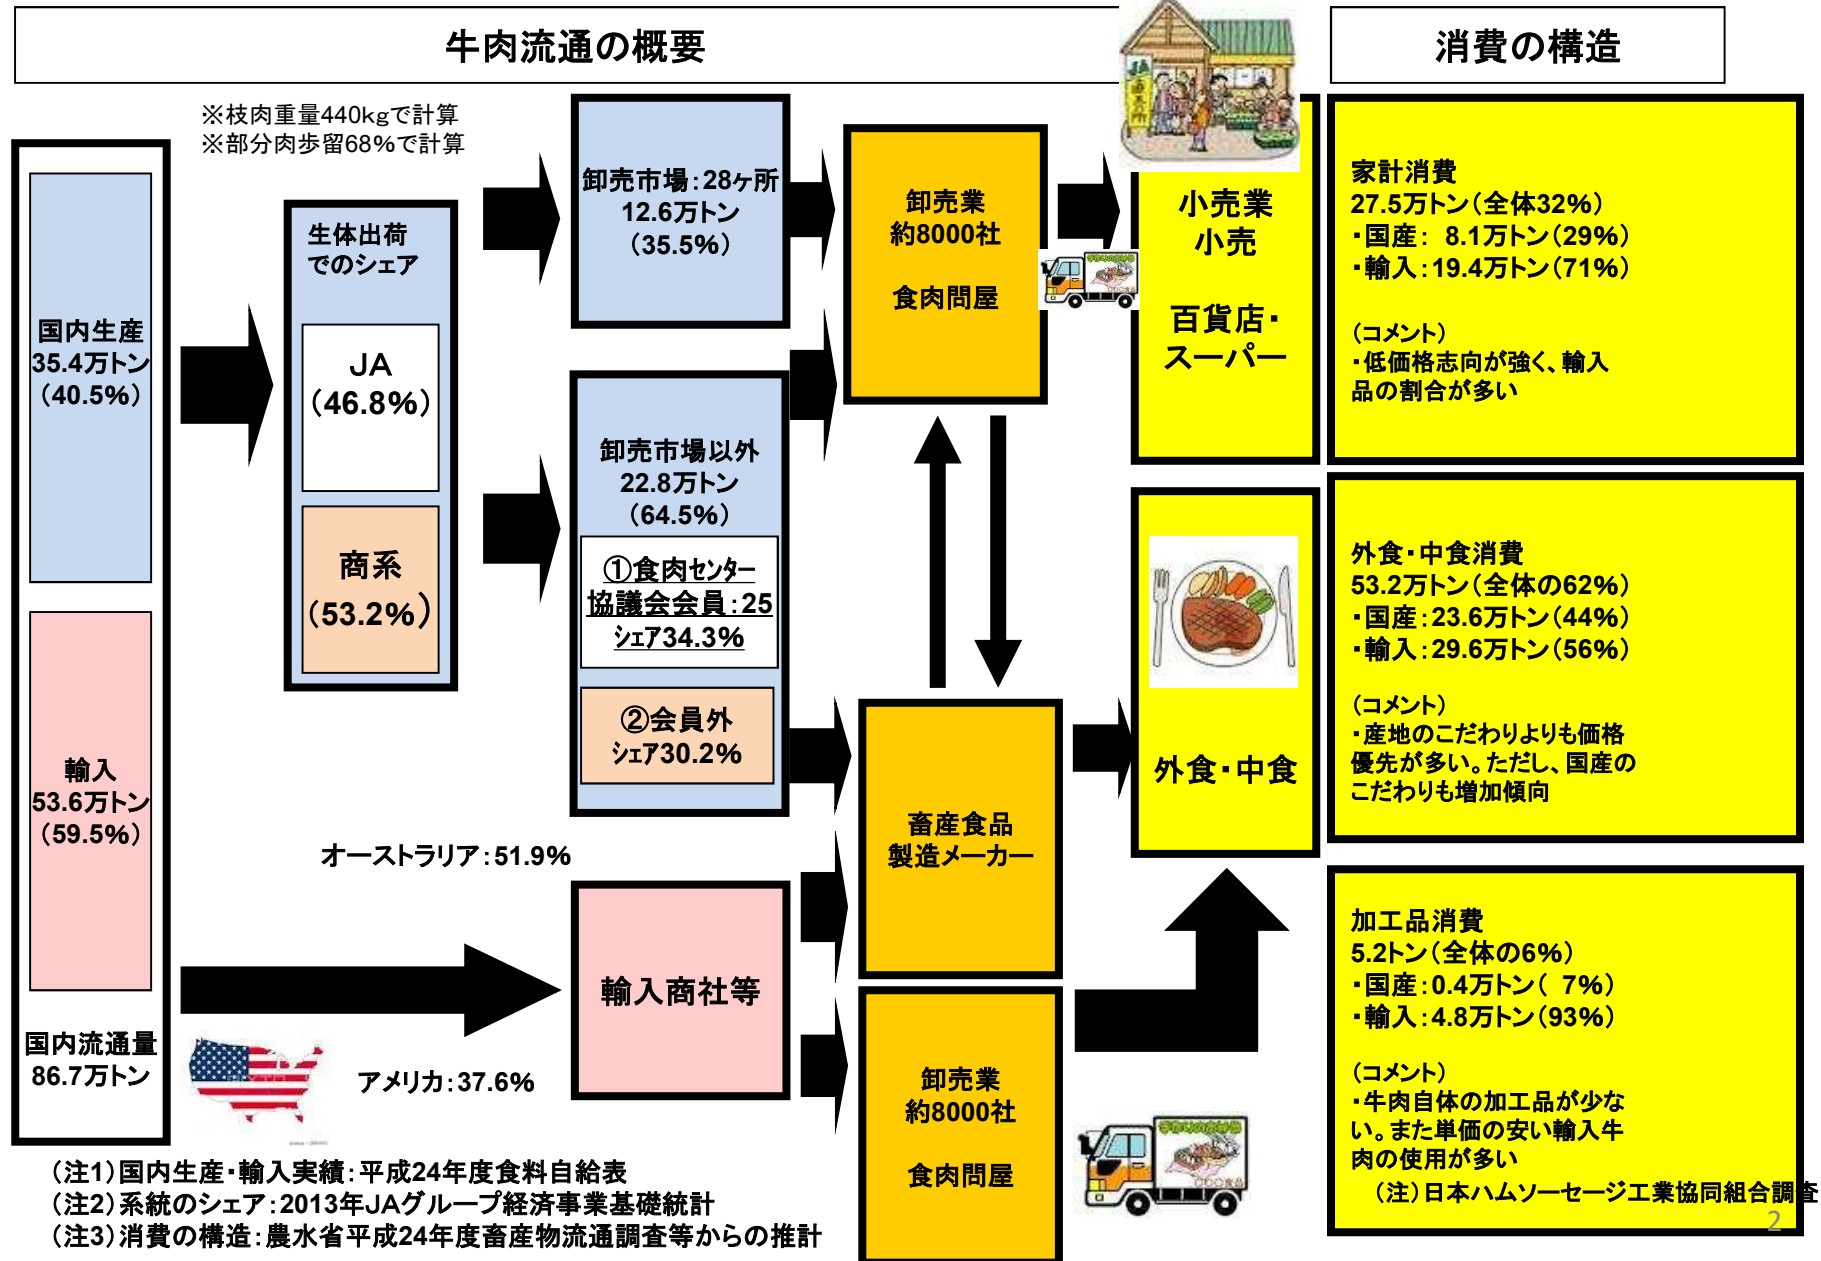 牛肉流通の概要
消費の構造
※枝肉重量440kgで計算
※部分肉歩留68%で計算
国内生産
35.4万トン
(40.5%)
輸入
53.6万トン
(59.5%)
国内流通量
86.7万トン
生体出荷
でのシェア
JA
(46.8%)
商系
(53.2%)
卸売市場:28ヶ所
12.6万トン
(35.5%)
卸売市場以外
22.8万トン
(64.5%)
①食肉センター
協議会会員:25
シェア34.3%
②会員外
シェア30.2%
オーストラリア:51.9%
アメリカ:37.6%
輸入商社等
卸売業
約8000社
食肉問屋
畜産食品
製造メーカー
卸売業
約8000社
食肉問屋
JA
小売業
小売
百貨店・
スーパー
外食・中食
家計消費
27.5万トン(全体32%)
・国産: 8.1万トン(29%)
・輸入:19.4万トン(71%)
(コメント)
・低価格志向が強く、輸入
品の割合が多い
外食・中食消費
53.2万トン(全体の62%)
・国産:23.6万トン(44%)
・輸入:29.6万トン(56%)
(コメント)
・産地のこだわりよりも価格
優先が多い。ただし、国産の
こだわりも増加傾向
加工品消費
5.2トン(全体の6%)
・国産:0.4万トン( 7%)
・輸入:4.8万トン(93%)
(コメント)
・牛肉自体の加工品が少な
い。また単価の安い輸入牛
肉の使用が多い
(注)日本ハムソーセージ工業協同組合調査
2
(注1)国内生産・輸入実績:平成24年度食料自給表
(注2)系統のシェア:2013年JAグループ経済事業基礎統計
(注3)消費の構造:農水省平成24年度畜産物流通調査等からの推計